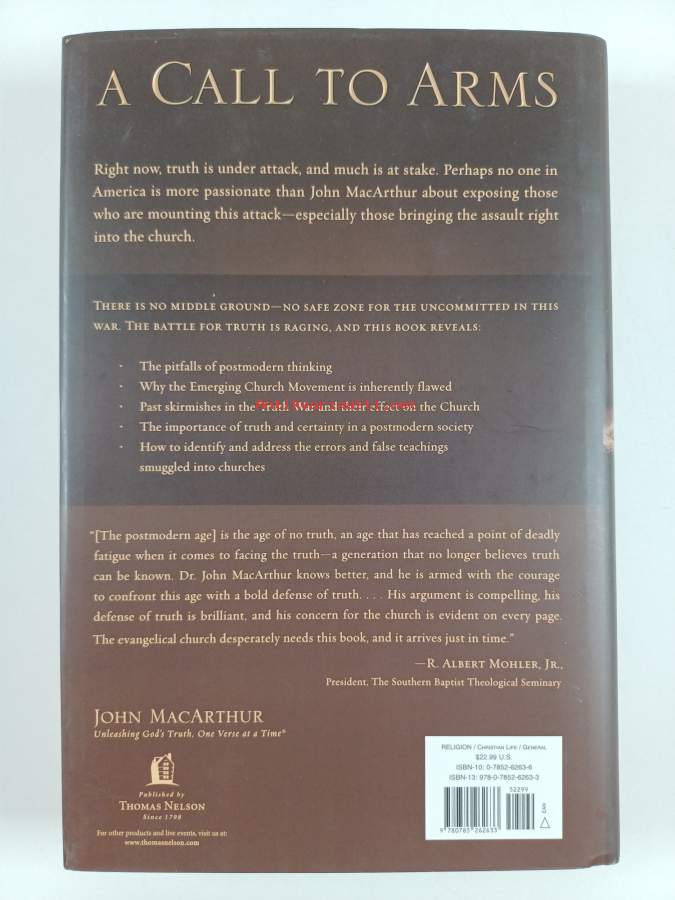 A CALL TO ARMS
Right now, truth is under attack, and much is at stake. Perhaps no one in
America is more passionate than John MacArthur about exposing those
who are mounting this attack—especially those bringing the assault right
into the church.
THERE IS NO MIDDLE GROUND—NO SAFE ZONE FOR THE UNCOMMITTED IN THIS
WAR. THE BATTLE FOR TRUTH IS RAGING, AND THIS BOOK REVEALS:
· The pitfalls of postmodern thinking
· Why the Emerging Church Movement is inherently flawed
· Past skirmishes in the Truth War and their effect on the Church
· The importance of truth and certainty in a postmodern society
· How to identify and address the errors and false teachings
smuggled into churches
"[The postmodern age] is the age of no truth, an age that has reached a point of deadly
fatigue when it comes to facing the truth—a generation that no longer believes truth
can be known. Dr. John MacArthur knows better, and he is armed with the courage
to confront this age with a bold defense of truth. . . . His argument is compelling, his
defense of truth is brilliant, and his concern for the church is evident on every page.
The evangelical church desperately needs this book, and it arrives just in time."
—R. ALBERT MOHLER, JR.,
President, The Southern Baptist Theological Seminary
JOHN MACARTHUR
Unleashing God's Truth, One Verse at a Time®
Published by
THOMAS NELSON
Since 1798
For other products and live events, visit us at:
www.thomasnelson.com
RELIGION / CHRISTIAN LIFE / GENERAL
$22.99 U.S.
ISBN-10: 0-7852-6263-6
ISBN-13: 978-0-7852-6263-3
52299
EAN
9 780785 262633